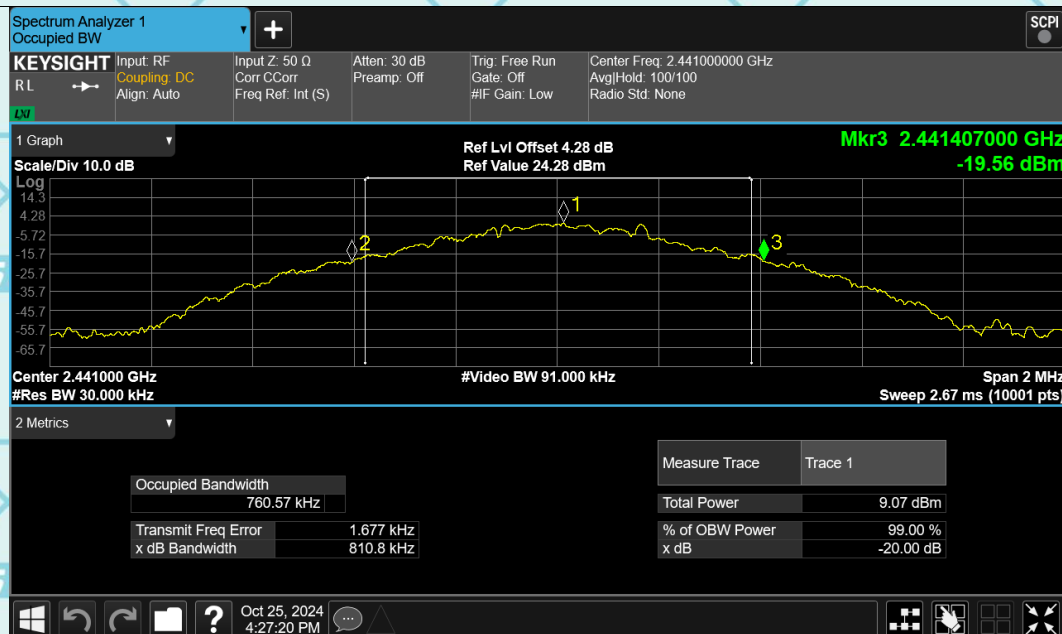 Spectrum Analyzer 1
Occupied BW
+
SCPI
KEYSIGHT
R L
LXI
Input: RF
Coupling: DC
Align: Auto
Input Z: 50 Ω
Corr CCorr
Freq Ref: Int (S)
Atten: 30 dB
Preamp: Off
Trig: Free Run
Gate: Off
#IF Gain: Low
Center Freq: 2.441000000 GHz
Avg|Hold: 100/100
Radio Std: None
1 Graph
Scale/Div 10.0 dB
Ref Lvl Offset 4.28 dB
Ref Value 24.28 dBm
Mkr3 2.441407000 GHz
-19.56 dBm
Log
14.3
4.28
-5.72
-15.7
-25.7
-35.7
-45.7
-55.7
-65.7
1
2
3
Center 2.441000 GHz
#Video BW 91.000 kHz
Span 2 MHz
#Res BW 30.000 kHz
Sweep 2.67 ms (10001 pts)
2 Metrics
Measure Trace Trace 1
Occupied Bandwidth
760.57 kHz
Total Power 9.07 dBm
Transmit Freq Error 1.677 kHz
% of OBW Power 99.00 %
x dB Bandwidth 810.8 kHz
x dB -20.00 dB
?
Oct 25, 2024
4:27:20 PM